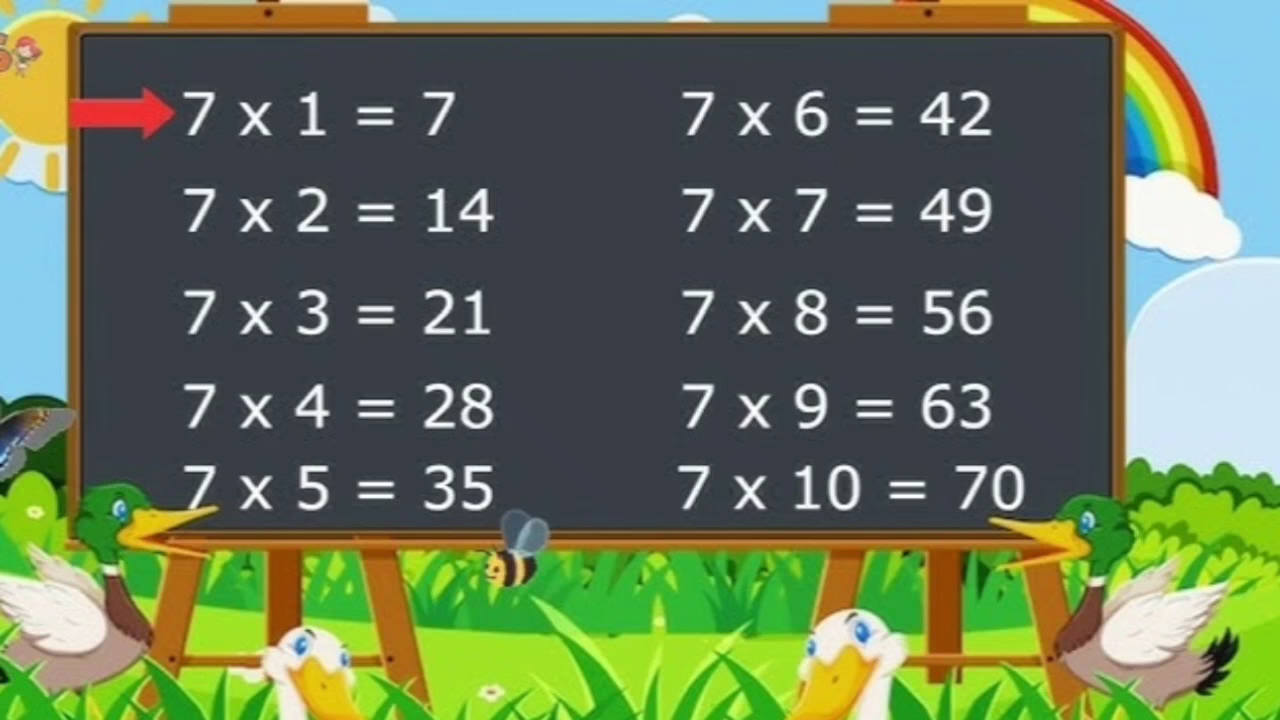 7 x 1 = 7
7 x 2 = 14
7 x 3 = 21
7 x 4 = 28
7 x 5 = 35
7 x 6 = 42
7 x 7 = 49
7 x 8 = 56
7 x 9 = 63
7 x 10 = 70